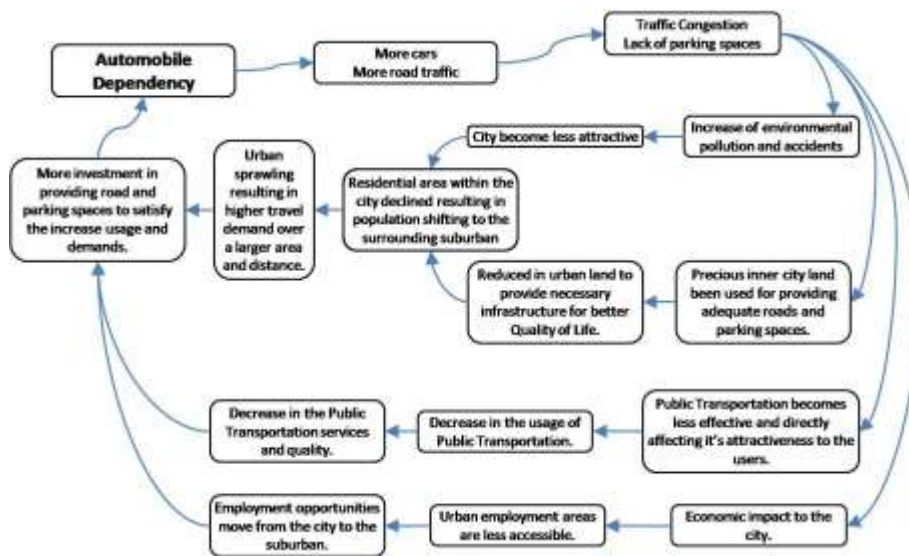 Automobile
Dependency
More cars
More road traffic
Traffic Congestion
Lack of parking spaces
City become less attractive
Increase of environmental
pollution and accidents
More investment in
providing road and
parking spaces to satisfy
the increase usage and
demands.
Urban
sprawling
resulting in
higher travel
demand over
a larger area
and distance.
Residential area within the
city declined resulting in
population shifting to the
surrounding suburban
Reduced in urban land to
provide necessary
infrastructure for better
Quality of Life.
Precious inner city land
been used for providing
adequate roads and
parking spaces.
Decrease in the Public
Transportation services
and quality.
Decrease in the usage of
Public Transportation.
Public Transportation becomes
less effective and directly
affecting it's attractiveness to the
users.
Employment opportunities
move from the city to the
suburban.
Urban employment areas
are less accessible.
Economic impact to the
city.